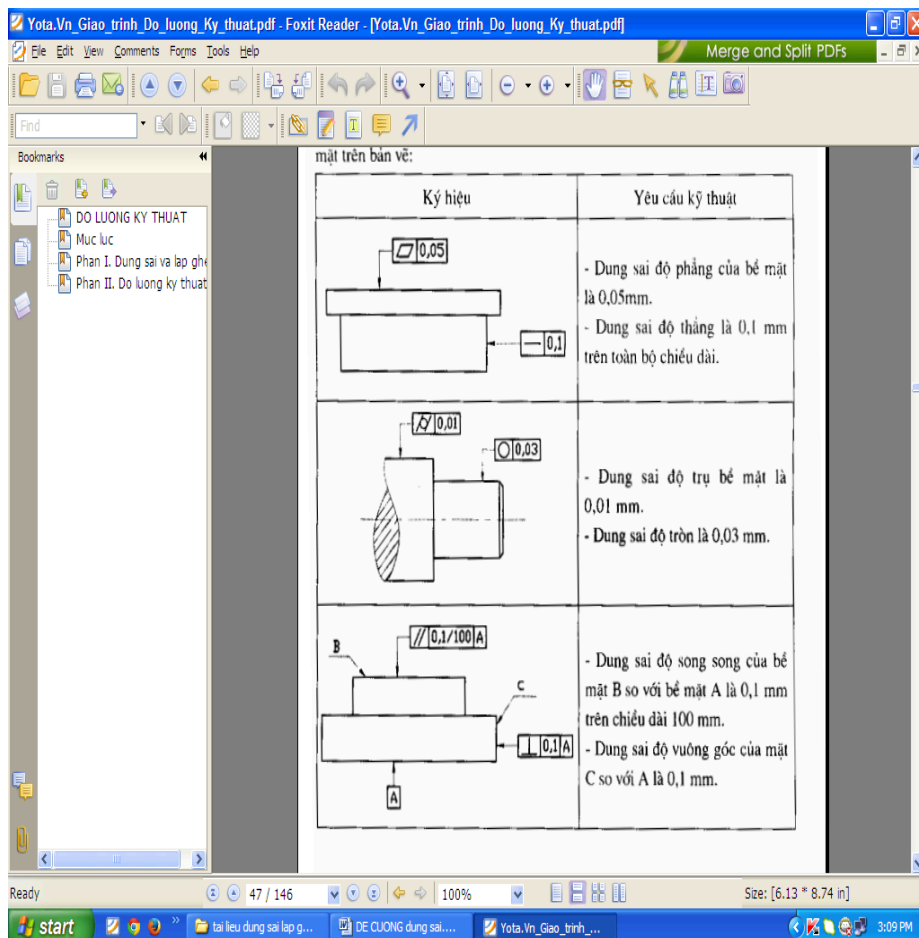 Yota.Vn_Giao_trinh_Do_luong_Ky_thuat.pdf - Foxit Reader - [Yota.Vn_Giao_trinh_Do_luong_Ky_thuat.pdf]
File Edit View Comments Forms Tools Help
Merge and Split PDFs
Find
Bookmarks
DO LUONG KY THUAT
Muc luc
Phan I. Dung sai va lap ghe
Phan II. Do luong ky thuat
mặt trên bản vẽ:
Ký hiệu
Yêu cầu kỹ thuật
0,05
0,1
- Dung sai độ phẳng của bề mặt
là 0,05mm.
- Dung sai độ thẳng là 0,1 mm
trên toàn bộ chiều dài.
0,01
0,03
- Dung sai độ trụ bề mặt là
0,01 mm.
- Dung sai độ tròn là 0,03 mm.
// 0,1/100 A
B
C
⊥ 0,1 A
A
- Dung sai độ song song của bề
mặt B so với bề mặt A là 0,1 mm
trên chiều dài 100 mm.
- Dung sai độ vuông góc của mặt
C so với A là 0,1 mm.
Ready
47 / 146
100%
Size: [6.13 * 8.74 in]
start
tai lieu dung sai lap g...
DE CUONG dung sai....
Yota.Vn_Giao_trinh_...
3:09 PM